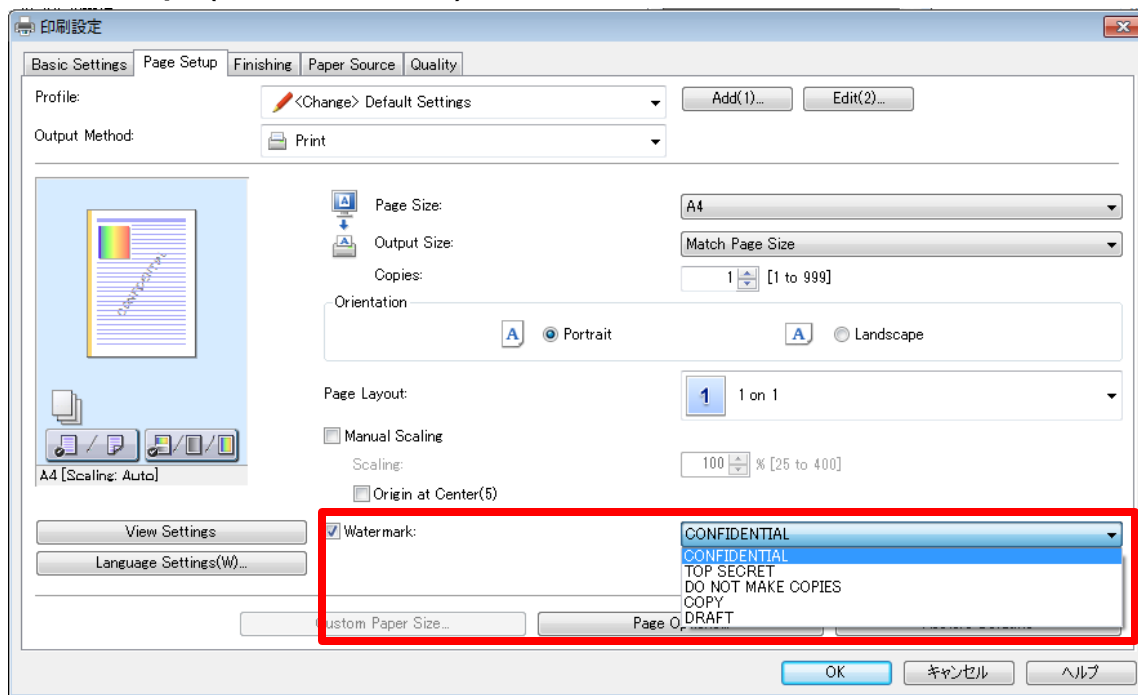 印刷設定
Basic Settings Page Setup Finishing Paper Source Quality
Profile: <Change> Default Settings Add(1)... Edit(2)...
Output Method: Print
Page Size: A4
Output Size: Match Page Size
Copies: 1 [1 to 999]
Orientation
A Portrait A Landscape
CONFIDENTIAL
Page Layout: 1 1 on 1
Manual Scaling
Scaling: 100 % [25 to 400]
A4 [Scaling: Auto]
Origin at Center(5)
View Settings Watermark: CONFIDENTIAL
Language Settings(W)... CONFIDENTIAL
TOP SECRET
DO NOT MAKE COPIES
COPY
Custom Paper Size... Page DRAFT
OK キャンセル ヘルプ